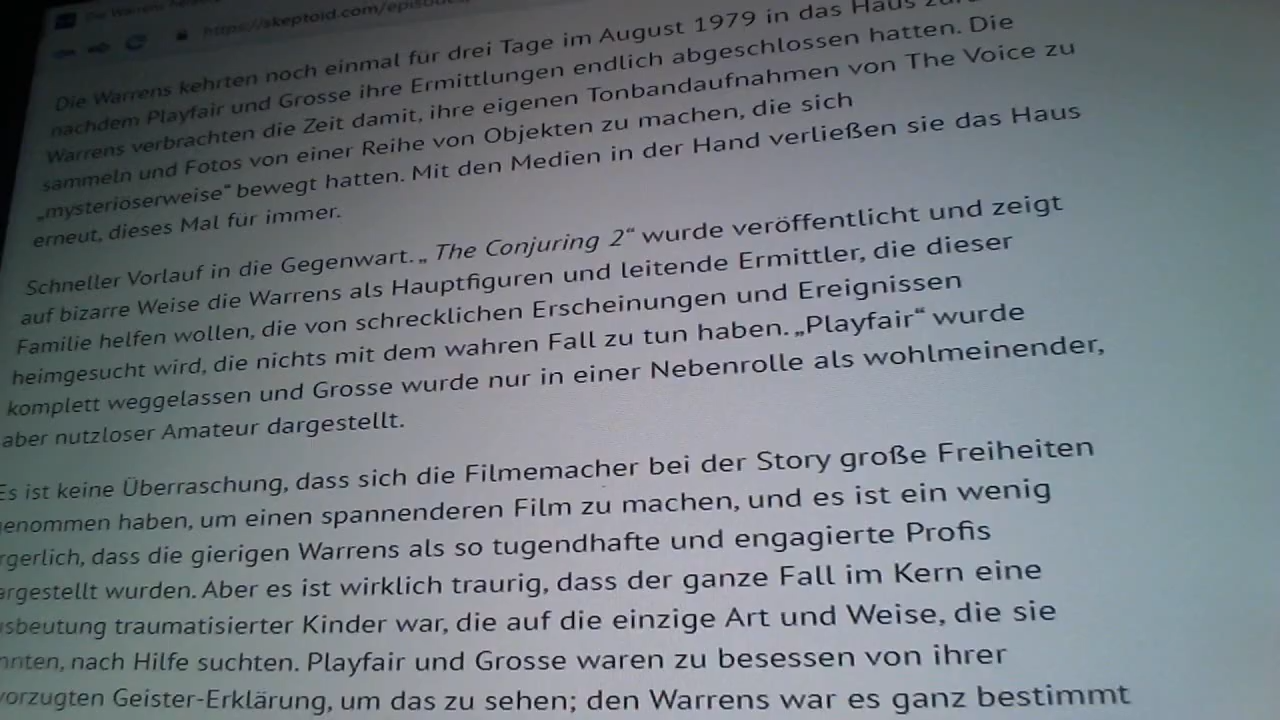 https://skeptoid.com/episodes
Die Warrens kehrten noch einmal für drei Tage im August 1979 in das Haus
nachdem Playfair und Grosse ihre Ermittlungen endlich abgeschlossen hatten. Die
Warrens verbrachten die Zeit damit, ihre eigenen Tonbandaufnahmen von The Voice zu
sammeln und Fotos von einer Reihe von Objekten zu machen, die sich
„mysteriöserweise“ bewegt hatten. Mit den Medien in der Hand verließen sie das Haus
erneut, dieses Mal für immer.
Schneller Vorlauf in die Gegenwart. „ The Conjuring 2“ wurde veröffentlicht und zeigt
auf bizarre Weise die Warrens als Hauptfiguren und leitende Ermittler, die dieser
Familie helfen wollen, die von schrecklichen Erscheinungen und Ereignissen
heimgesucht wird, die nichts mit dem wahren Fall zu tun haben. „Playfair“ wurde
komplett weggelassen und Grosse wurde nur in einer Nebenrolle als wohlmeinender,
aber nutzloser Amateur dargestellt.
Es ist keine Überraschung, dass sich die Filmemacher bei der Story große Freiheiten
genommen haben, um einen spannenderen Film zu machen, und es ist ein wenig
rgerlich, dass die gierigen Warrens als so tugendhafte und engagierte Profis
argestellt wurden. Aber es ist wirklich traurig, dass der ganze Fall im Kern eine
usbeutung traumatisierter Kinder war, die auf die einzige Art und Weise, die sie
nnten, nach Hilfe suchten. Playfair und Grosse waren zu besessen von ihrer
vorzugten Geister-Erklärung, um das zu sehen; den Warrens war es ganz bestimmt